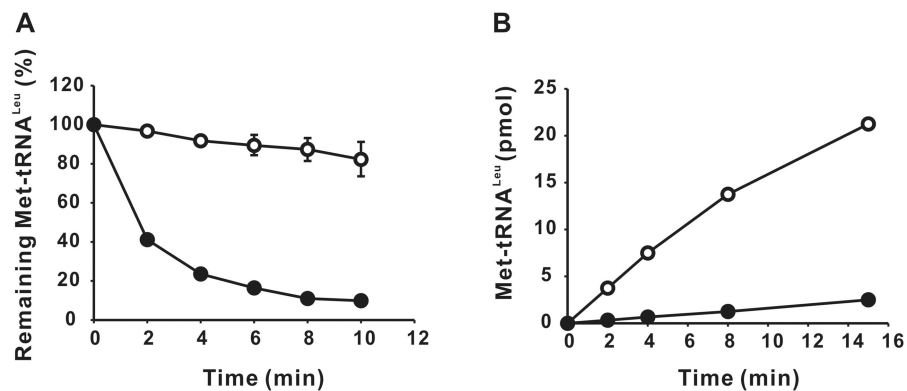 A
Remaining Met-tRNA^Leu (%)
120
100
80
60
40
20
0
0 2 4 6 8 10 12
Time (min)
B
Met-tRNA^Leu (pmol)
25
20
15
10
5
0
0 2 4 6 8 10 12 14 16
Time (min)